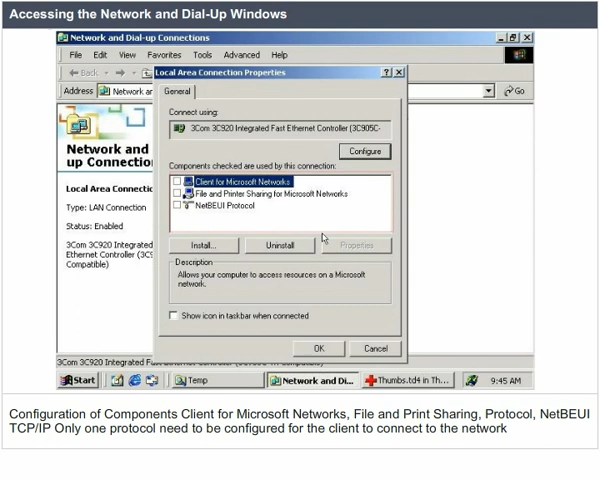 Accessing the Network and Dial-Up Windows
Network and Dial-up Connections
File Edit View Favorites Tools Advanced Help
Back
Address Network ar Go
Local Area Connection Properties
General
Connect using:
3Com 3C920 Integrated Fast Ethernet Controller (3C905C-
Configure
Components checked are used by this connection:
Client for Microsoft Networks
File and Printer Sharing for Microsoft Networks
NetBEUI Protocol
Install... Uninstall Properties
Description
Allows your computer to access resources on a Microsoft
network.
Show icon in taskbar when connected
OK Cancel
Network and
up Connectio
Local Area Connectic
Type: LAN Connection
Status: Enabled
3Com 3C920 Integrated
Ethernet Controller (3C9
Compatible)
3Com 3C920 Integrated F
Start Temp Network and Di... Thumbs.td4 in Th... 9:45 AM
Configuration of Components Client for Microsoft Networks, File and Print Sharing, Protocol, NetBEUI
TCP/IP Only one protocol need to be configured for the client to connect to the network